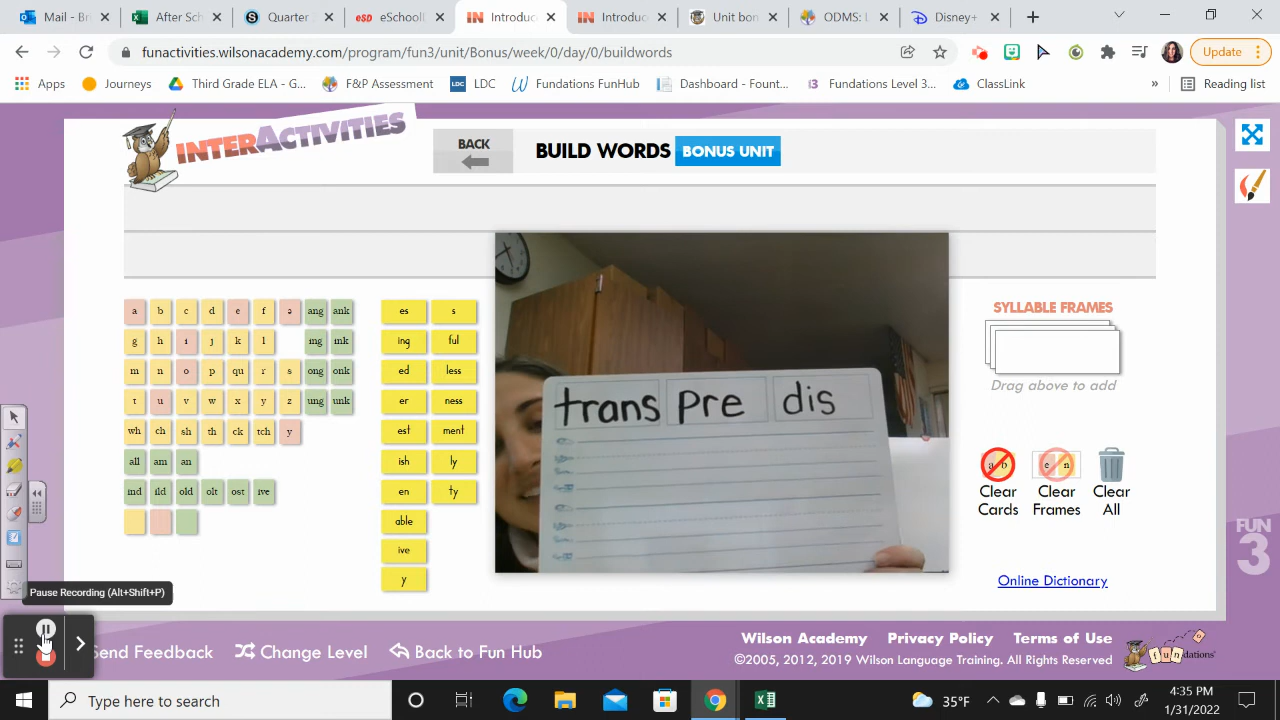 Mail - Br
After Sch
Quarter
eSD eSchoolT
IN Introduc
IN Introduc
Unit bon
ODMS: L
Disney+
funactivities.wilsonacademy.com/program/fun3/unit/Bonus/week/0/day/0/buildwords
Update
Apps Journeys Third Grade ELA - G... F&P Assessment LDC LDC Fundations FunHub Dashboard - Fount... Fundations Level 3... ClassLink » Reading list
INTERACTIVITIES
BACK
BUILD WORDS BONUS UNIT
a b c d e f ə ang ank
g h i j k l ing ink
m n o p qu r s ong onk
t u v w x y z ung unk
wh ch sh th ck tch y
all am an
ind ild old olt ost ive
es s
ing ful
ed less
er ness
est ment
ish ly
en ty
able
ive
y
trans pre dis
SYLLABLE FRAMES
Drag above to add
a b
e n
Clear Cards
Clear Frames
Clear All
Online Dictionary
FUN 3
Pause Recording (Alt+Shift+P)
Send Feedback Change Level Back to Fun Hub
Wilson Academy Privacy Policy Terms of Use
©2005, 2012, 2019 Wilson Language Training. All Rights Reserved
fundations
Type here to search
35°F
4:35 PM
1/31/2022